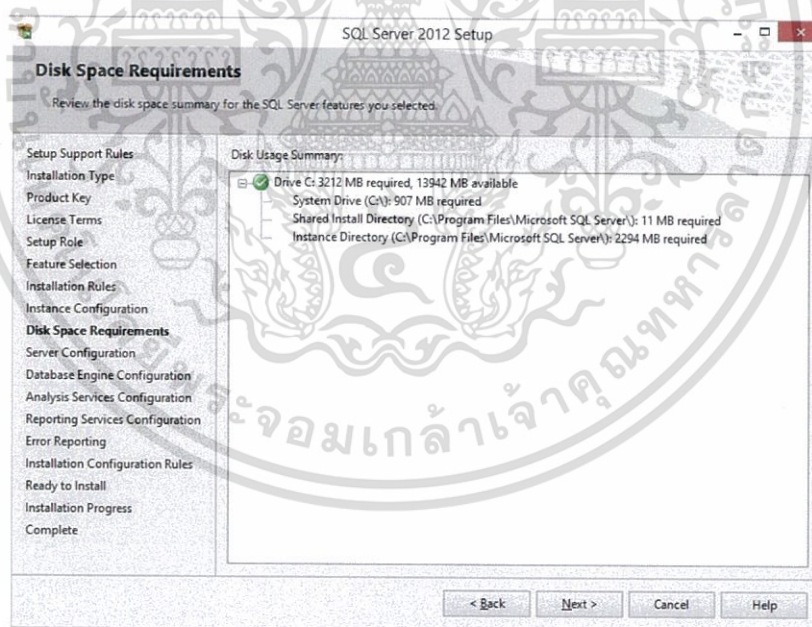 SQL Server 2012 Setup
Disk Space Requirements
Review the disk space summary for the SQL Server features you selected.
Setup Support Rules
Installation Type
Product Key
License Terms
Setup Role
Feature Selection
Installation Rules
Instance Configuration
Disk Space Requirements
Server Configuration
Database Engine Configuration
Analysis Services Configuration
Reporting Services Configuration
Error Reporting
Installation Configuration Rules
Ready to Install
Installation Progress
Complete
Disk Usage Summary:
Drive C: 3212 MB required, 13942 MB available
System Drive (C:\): 907 MB required
Shared Install Directory (C:\Program Files\Microsoft SQL Server\): 11 MB required
Instance Directory (C:\Program Files\Microsoft SQL Server\): 2294 MB required
< Back
Next >
Cancel
Help
พระจอมเกล้าเจ้าคุณทหารลาด